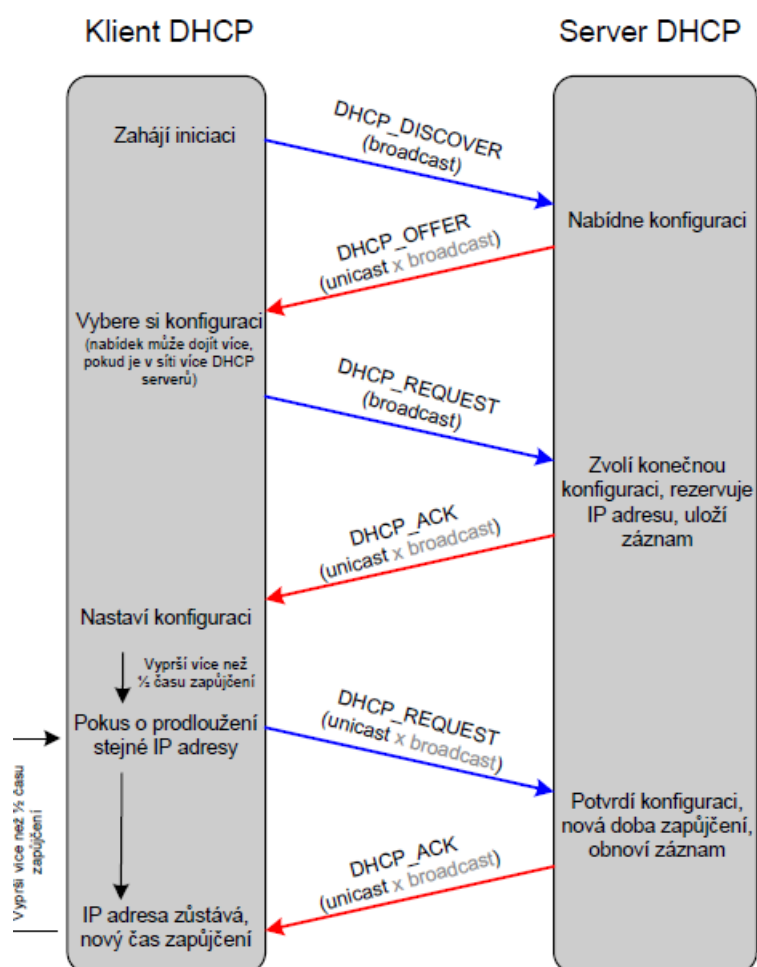 Klient DHCP
Server DHCP
Zahájí iniciaci
DHCP_DISCOVER
(broadcast)
Nabídne konfiguraci
DHCP_OFFER
(unicast x broadcast)
Vybere si konfiguraci
(nabídek může dojít více,
pokud je v síti více DHCP
serverů)
DHCP_REQUEST
(broadcast)
Zvolí konečnou
konfiguraci, rezervuje
IP adresu, uloží
záznam
DHCP_ACK
(unicast x broadcast)
Nastaví konfiguraci
Vyprší více než
½ času zapůjčení
Pokus o prodloužení
stejné IP adresy
DHCP_REQUEST
(unicast x broadcast)
Potvrdí konfiguraci,
nová doba zapůjčení,
obnoví záznam
DHCP_ACK
(unicast x broadcast)
IP adresa zůstává,
nový čas zapůjčení
Vyprší více než ½ času
zapůjčení